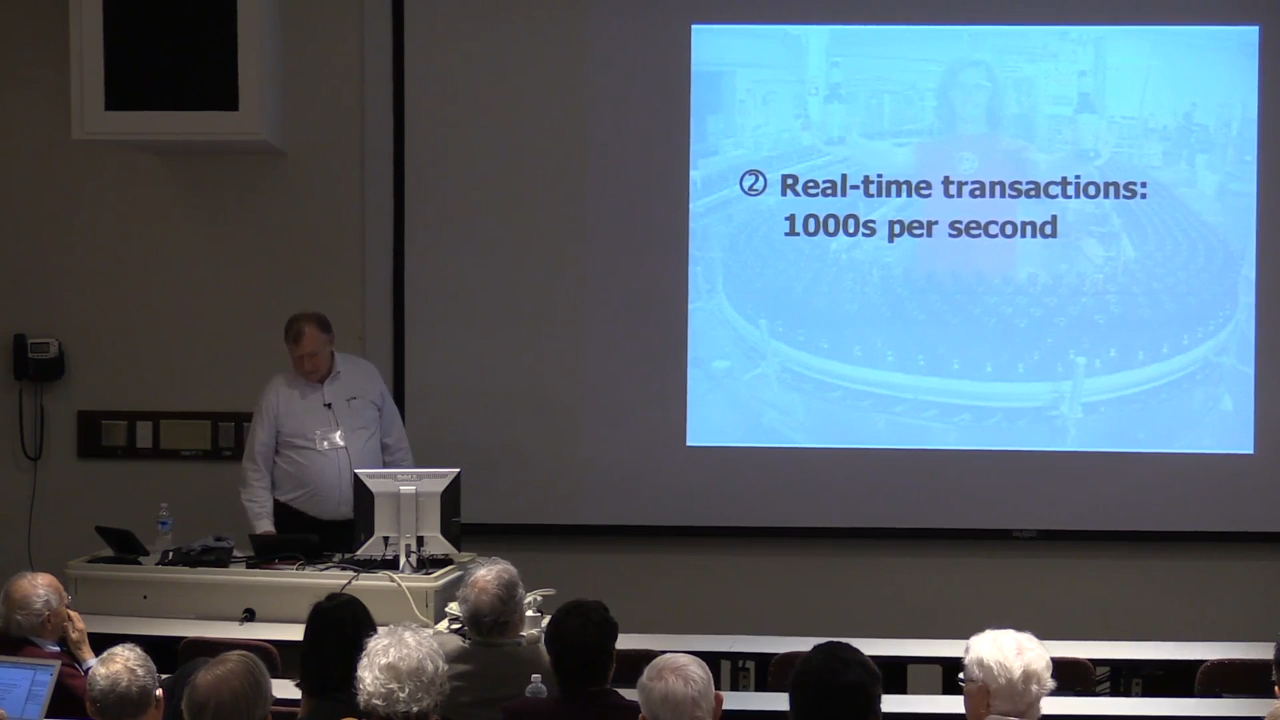 ② Real-time transactions:
1000s per second